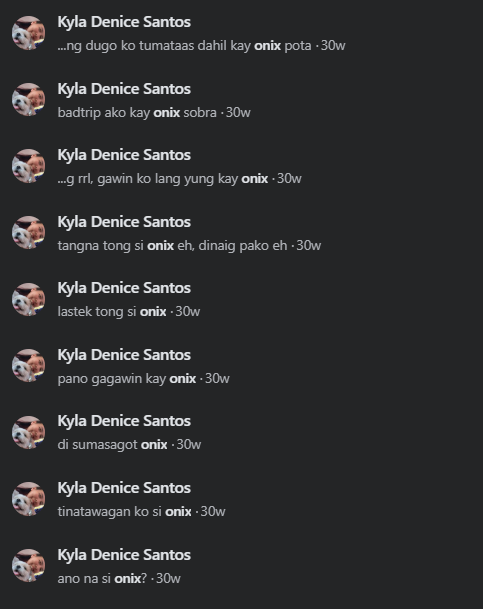 Kyla Denice Santos
...ng dugo ko tumataas dahil kay onix pota · 30w
Kyla Denice Santos
badtrip ako kay onix sobra · 30w
Kyla Denice Santos
...g rrl, gawin ko lang yung kay onix · 30w
Kyla Denice Santos
tangna tong si onix eh, dinaig pako eh · 30w
Kyla Denice Santos
lastek tong si onix · 30w
Kyla Denice Santos
pano gagawin kay onix · 30w
Kyla Denice Santos
di sumasagot onix · 30w
Kyla Denice Santos
tinatawagan ko si onix · 30w
Kyla Denice Santos
ano na si onix? · 30w